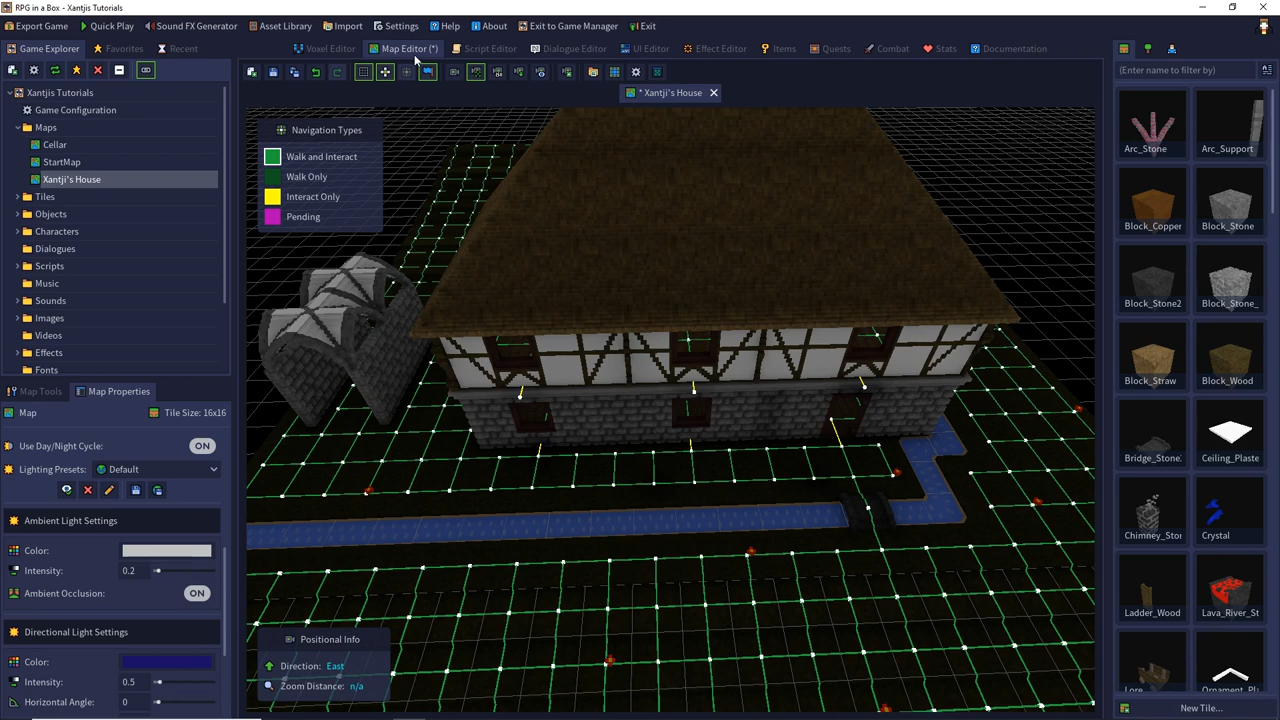 RPG in a Box - Xantjis Tutorials
Export Game Quick Play Sound FX Generator Asset Library Import Settings Help About Exit to Game Manager Exit
Game Explorer Favorites Recent Voxel Editor Map Editor (*) Script Editor Dialogue Editor UI Editor Effect Editor Items Quests Combat Stats Documentation
* Xantji's House
Xantjis Tutorials
Game Configuration
Maps
Cellar
StartMap
Xantji's House
Tiles
Objects
Characters
Dialogues
Scripts
Music
Sounds
Images
Videos
Effects
Fonts
Map Tools Map Properties
Map Tile Size: 16x16
Use Day/Night Cycle: ON
Lighting Presets: Default
Ambient Light Settings
Color:
Intensity: 0.2
Ambient Occlusion: ON
Directional Light Settings
Color:
Intensity: 0.5
Horizontal Angle: 0
Navigation Types
Walk and Interact
Walk Only
Interact Only
Pending
Positional Info
Direction: East
Zoom Distance: n/a
(Enter name to filter by)
Arc_Stone Arc_Support
Block_Copper Block_Stone
Block_Stone2 Block_Stone_
Block_Straw Block_Wood
Bridge_Stone Ceiling_Plaste
Chimney_Stor Crystal
Ladder_Wood Lava_River_St
Lore_ Ornament_Pla
New Tile...